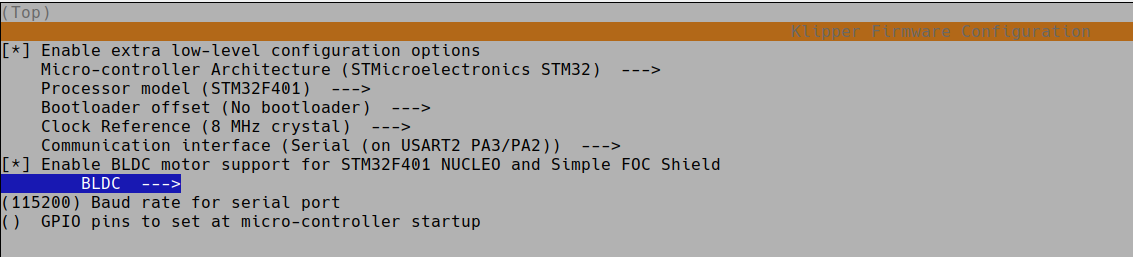 (Top)
Klipper Firmware Configuration
[*] Enable extra low-level configuration options
Micro-controller Architecture (STMicroelectronics STM32)  --->
Processor model (STM32F401)  --->
Bootloader offset (No bootloader)  --->
Clock Reference (8 MHz crystal)  --->
Communication interface (Serial (on USART2 PA3/PA2))  --->
[*] Enable BLDC motor support for STM32F401 NUCLEO and Simple FOC Shield
BLDC  --->
(115200) Baud rate for serial port
()  GPIO pins to set at micro-controller startup